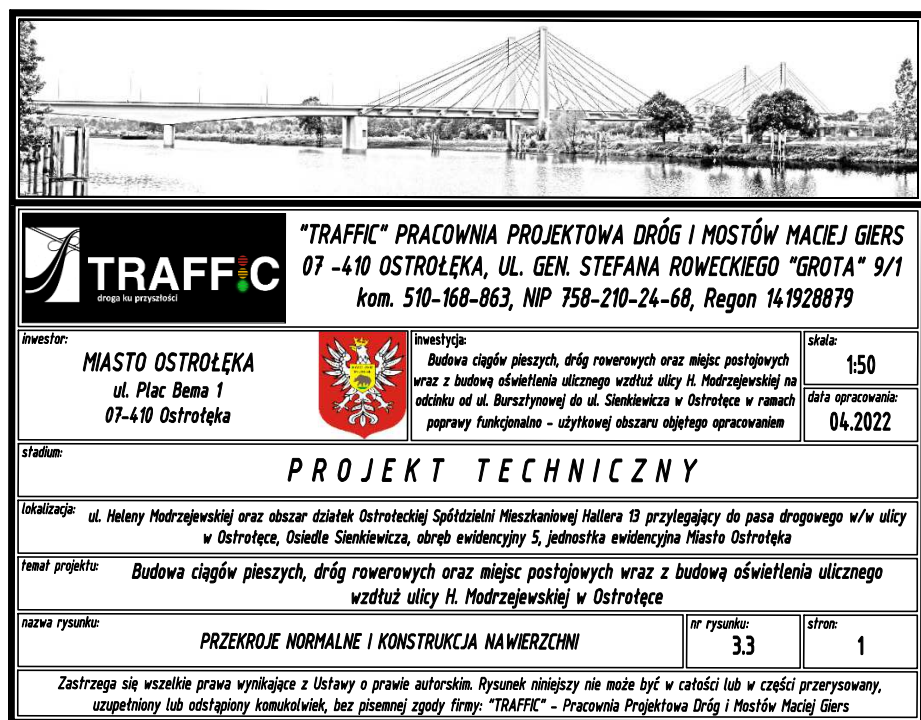 TRAFFIC
droga ku przyszłości
"TRAFFIC" PRACOWNIA PROJEKTOWA DRÓG I MOSTÓW MACIEJ GIERS
07 -410 OSTROŁĘKA, UL. GEN. STEFANA ROWECKIEGO "GROTA" 9/1
kom. 510-168-863, NIP 758-210-24-68, Regon 141928879
inwestor:
MIASTO OSTROŁĘKA
ul. Plac Bema 1
07-410 Ostrołęka
inwestycja:
Budowa ciągów pieszych, dróg rowerowych oraz miejsc postojowych
wraz z budową oświetlenia ulicznego wzdłuż ulicy H. Modrzejewskiej na
odcinku od ul. Bursztynowej do ul. Sienkiewicza w Ostrołęce w ramach
poprawy funkcjonalno - użytkowej obszaru objętego opracowaniem
skala:
1:50
data opracowania:
04.2022
stadium:
PROJEKT TECHNICZNY
lokalizacja: ul. Heleny Modrzejewskiej oraz obszar działek Ostrołeckiej Spółdzielni Mieszkaniowej Hallera 13 przylegający do pasa drogowego w/w ulicy
w Ostrołęce, Osiedle Sienkiewicza, obręb ewidencyjny 5, jednostka ewidencyjna Miasto Ostrołęka
temat projektu: Budowa ciągów pieszych, dróg rowerowych oraz miejsc postojowych wraz z budową oświetlenia ulicznego
wzdłuż ulicy H. Modrzejewskiej w Ostrołęce
nazwa rysunku:
PRZEKROJE NORMALNE I KONSTRUKCJA NAWIERZCHNI
nr rysunku:
3.3
stron:
1
Zastrzega się wszelkie prawa wynikające z Ustawy o prawie autorskim. Rysunek niniejszy nie może być w całości lub w części przerysowany,
uzupełniony lub odstąpiony komukolwiek, bez pisemnej zgody firmy: "TRAFFIC" - Pracownia Projektowa Dróg i Mostów Maciej Giers